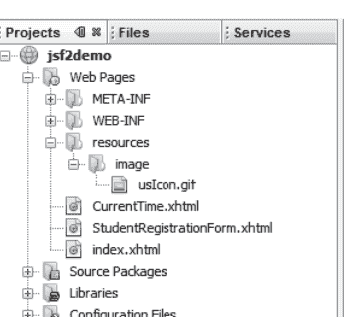 Projects Files Services
jsf2demo
Web Pages
META-INF
WEB-INF
resources
image
usIcon.gif
CurrentTime.xhtml
StudentRegistrationForm.xhtml
index.xhtml
Source Packages
Libraries
Configuration Files